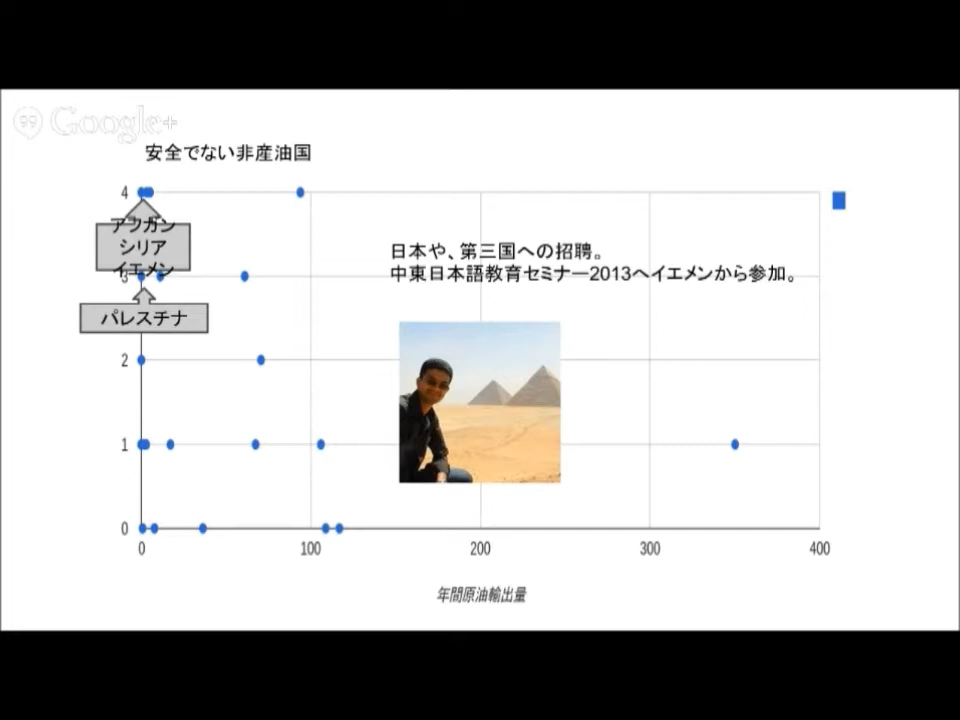 Google+
安全でない非産油国
4
アフガン
シリア
イエメン
3
パレスチナ
2
1
0
日本や、第三国への招聘。
中東日本語教育セミナー2013へイエメンから参加。
0 100 200 300 400
年間原油輸出量